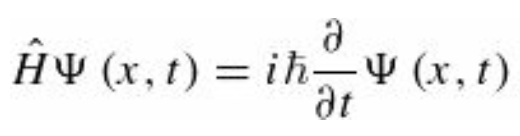 ĤΨ (x, t) = iℏ ∂/∂t Ψ (x, t)